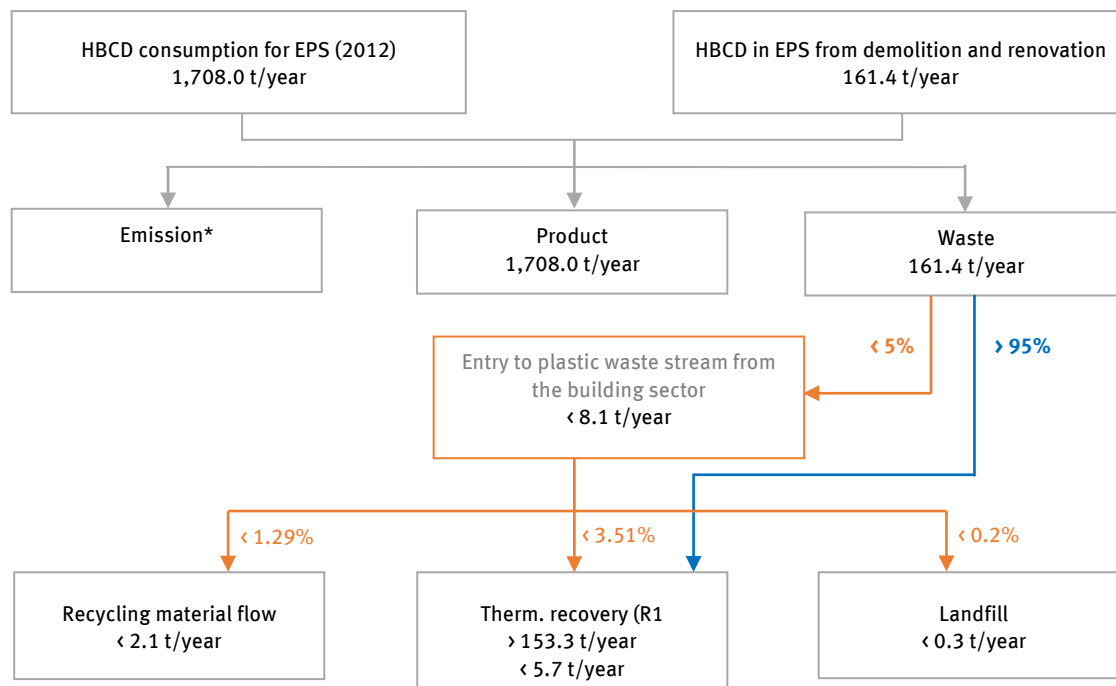 HBCD consumption for EPS (2012)
1,708.0 t/year
HBCD in EPS from demolition and renovation
161.4 t/year
Emission*
Product
1,708.0 t/year
Waste
161.4 t/year
< 5%
> 95%
Entry to plastic waste stream from
the building sector
< 8.1 t/year
< 1.29%
< 3.51%
< 0.2%
Recycling material flow
< 2.1 t/year
Therm. recovery (R1
> 153.3 t/year
< 5.7 t/year
Landfill
< 0.3 t/year